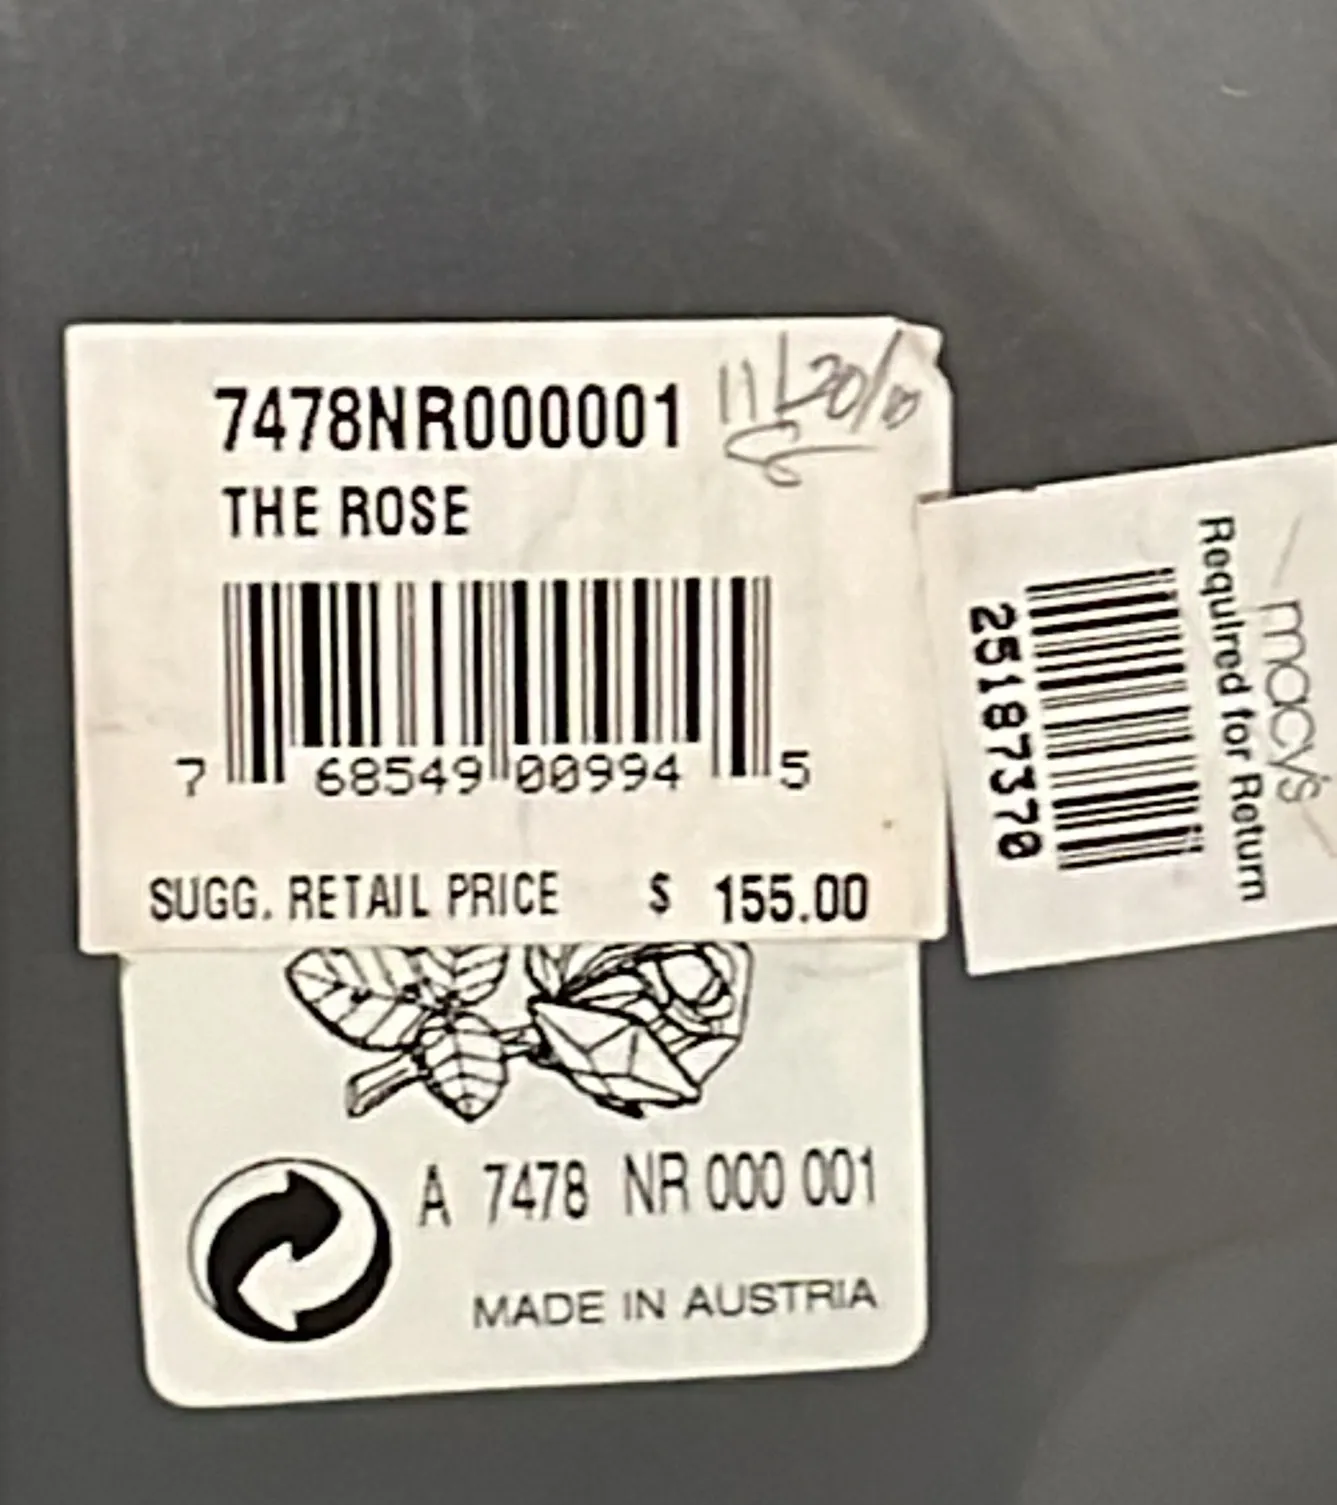 7478NR000001
THE ROSE
7 68549 00994 5
SUGG. RETAIL PRICE $ 155.00
A 7478 NR 000 001
MADE IN AUSTRIA
macy's
Required for Return
25187370